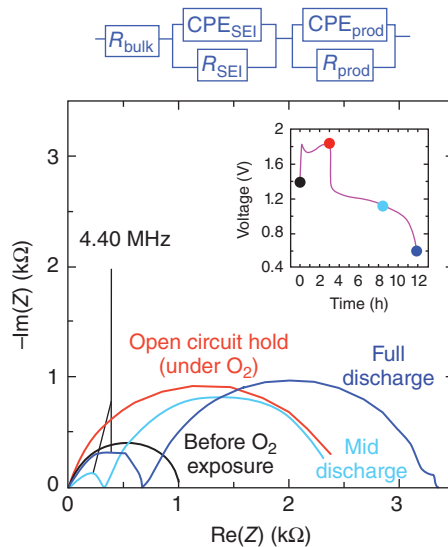 R_bulk
CPE_SEI
R_SEI
CPE_prod
R_prod
–Im(Z) (kΩ)
3
2
1
0
0
1
2
3
Re(Z) (kΩ)
4.40 MHz
Open circuit hold
(under O₂)
Before O₂
exposure
Full
discharge
Mid
discharge
Voltage (V)
2
1.6
1.2
0.8
0.4
0 2 4 6 8 10 12
Time (h)